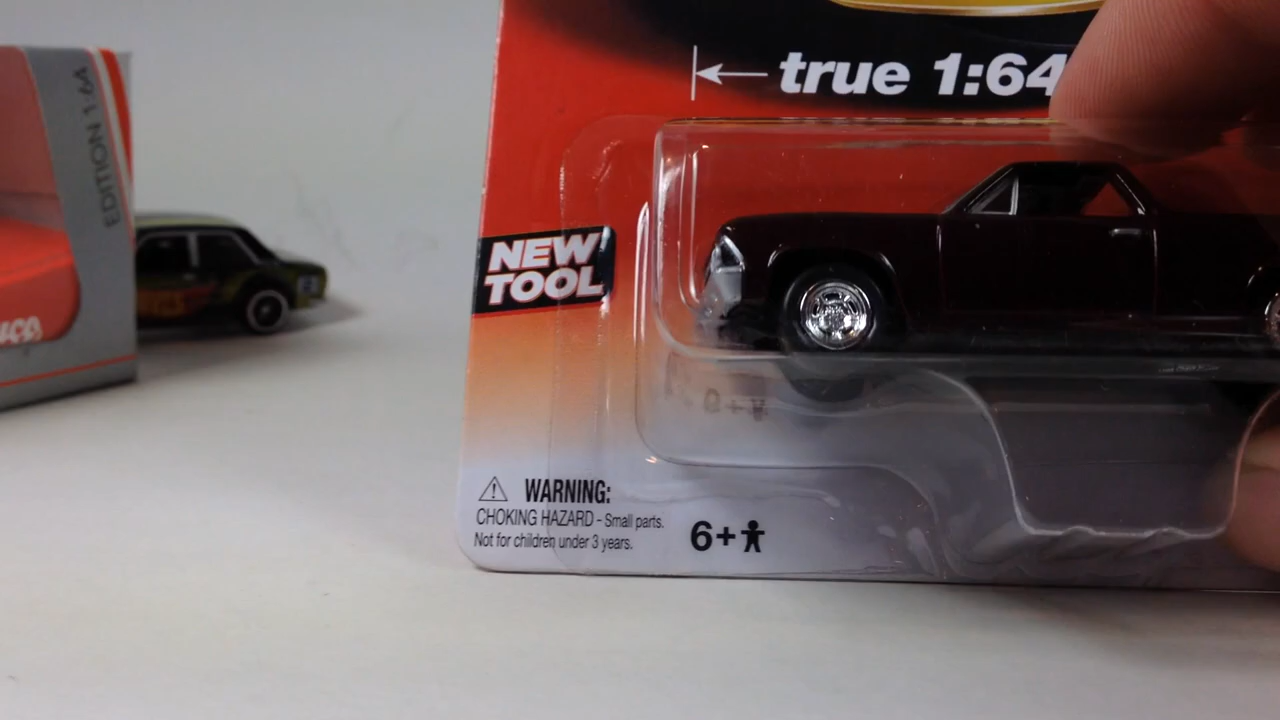 EDITION 1:64
true 1:64
NEW
TOOL
WARNING:
CHOKING HAZARD - Small parts.
Not for children under 3 years.
6+